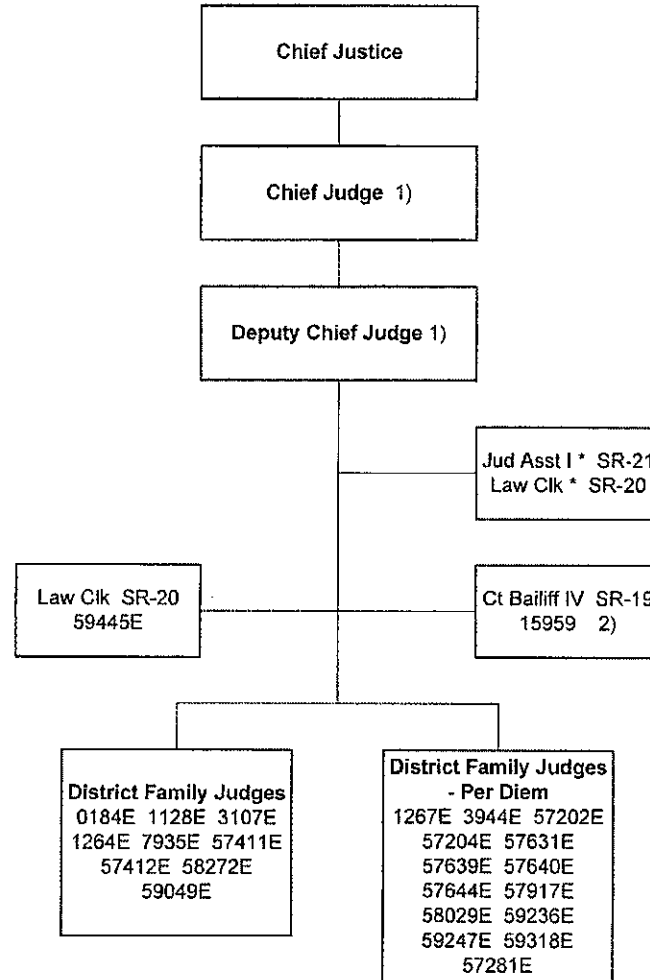 Chief Justice
Chief Judge 1)
Deputy Chief Judge 1)
Jud Asst I * SR-21
Law Clk * SR-20
Law Clk SR-20
59445E
Ct Bailiff IV SR-19
15959 2)
District Family Judges
0184E 1128E 3107E
1264E 7935E 57411E
57412E 58272E
59049E
District Family Judges
- Per Diem
1267E 3944E 57202E
57204E 57631E
57639E 57640E
57644E 57917E
58029E 59236E
59247E 59318E
57281E